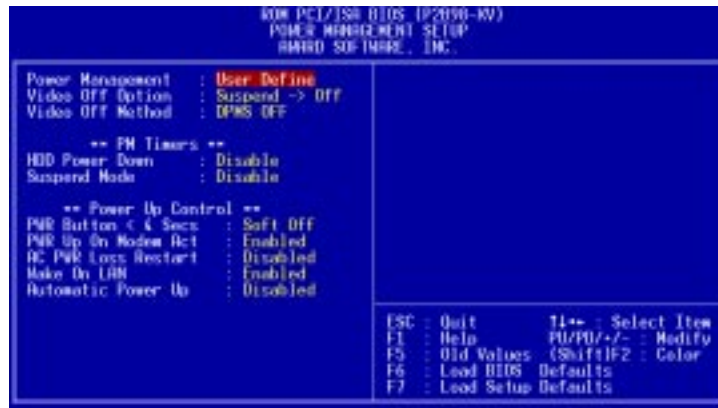 ROM PCI/ISA BIOS
POWER MANAGEMENT SETUP
AWARD SOFTWARE, INC.
Power Management : User Define
Video Off Option : Suspend -> Off
Video Off Method : DPMS OFF
** PM Timers **
HDD Power Down : Disable
Suspend Mode : Disable
** Power Up Control **
PWR Button < 4 Secs : Soft Off
PWR Up On Modem Act : Enabled
AC PWR Loss Restart : Disabled
Wake On LAN : Enabled
Automatic Power Up : Disabled
ESC : Quit ↑↓→← : Select Item
F1 : Help PU/PD/+/- : Modify
F5 : Old Values (Shift)F2 : Color
F6 : Load BIOS Defaults
F7 : Load Setup Defaults